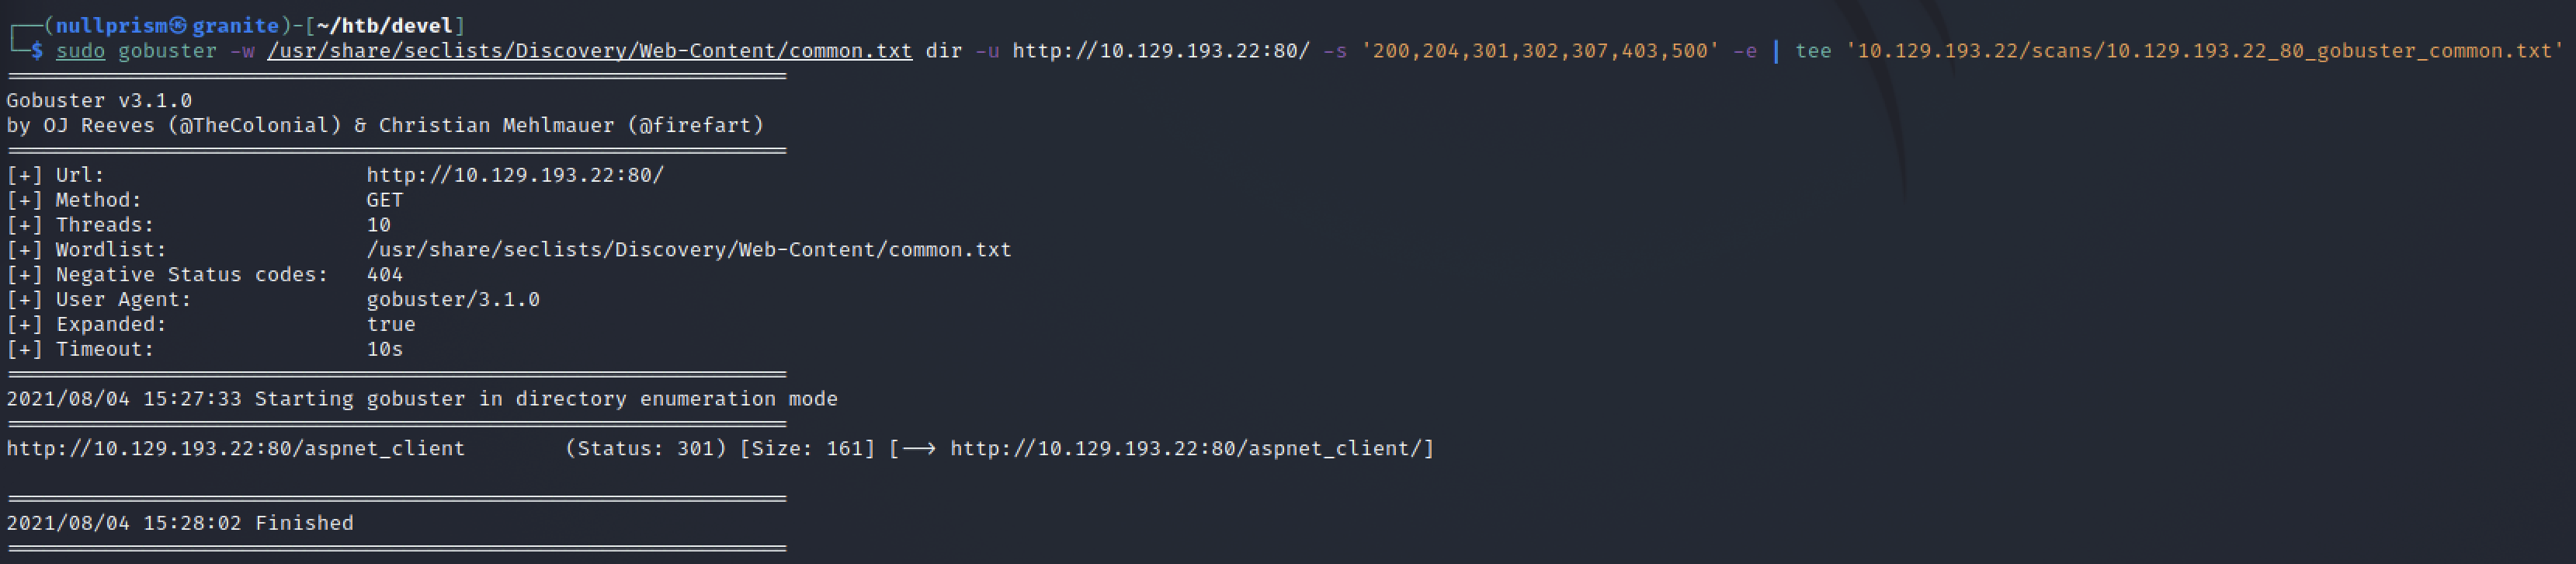 ┌──(nullprism㉿granite)-[~/htb/devel]
└─$ sudo gobuster -w /usr/share/seclists/Discovery/Web-Content/common.txt dir -u http://10.129.193.22:80/ -s '200,204,301,302,307,403,500' -e | tee '10.129.193.22/scans/10.129.193.22_80_gobuster_common.txt'
===============================================================
Gobuster v3.1.0
by OJ Reeves (@TheColonial) & Christian Mehlmauer (@firefart)
===============================================================
[+] Url:                     http://10.129.193.22:80/
[+] Method:                  GET
[+] Threads:                 10
[+] Wordlist:                /usr/share/seclists/Discovery/Web-Content/common.txt
[+] Negative Status codes:   404
[+] User Agent:              gobuster/3.1.0
[+] Expanded:                true
[+] Timeout:                 10s
===============================================================
2021/08/04 15:27:33 Starting gobuster in directory enumeration mode
===============================================================
http://10.129.193.22:80/aspnet_client        (Status: 301) [Size: 161] [--> http://10.129.193.22:80/aspnet_client/]
===============================================================
2021/08/04 15:28:02 Finished
===============================================================